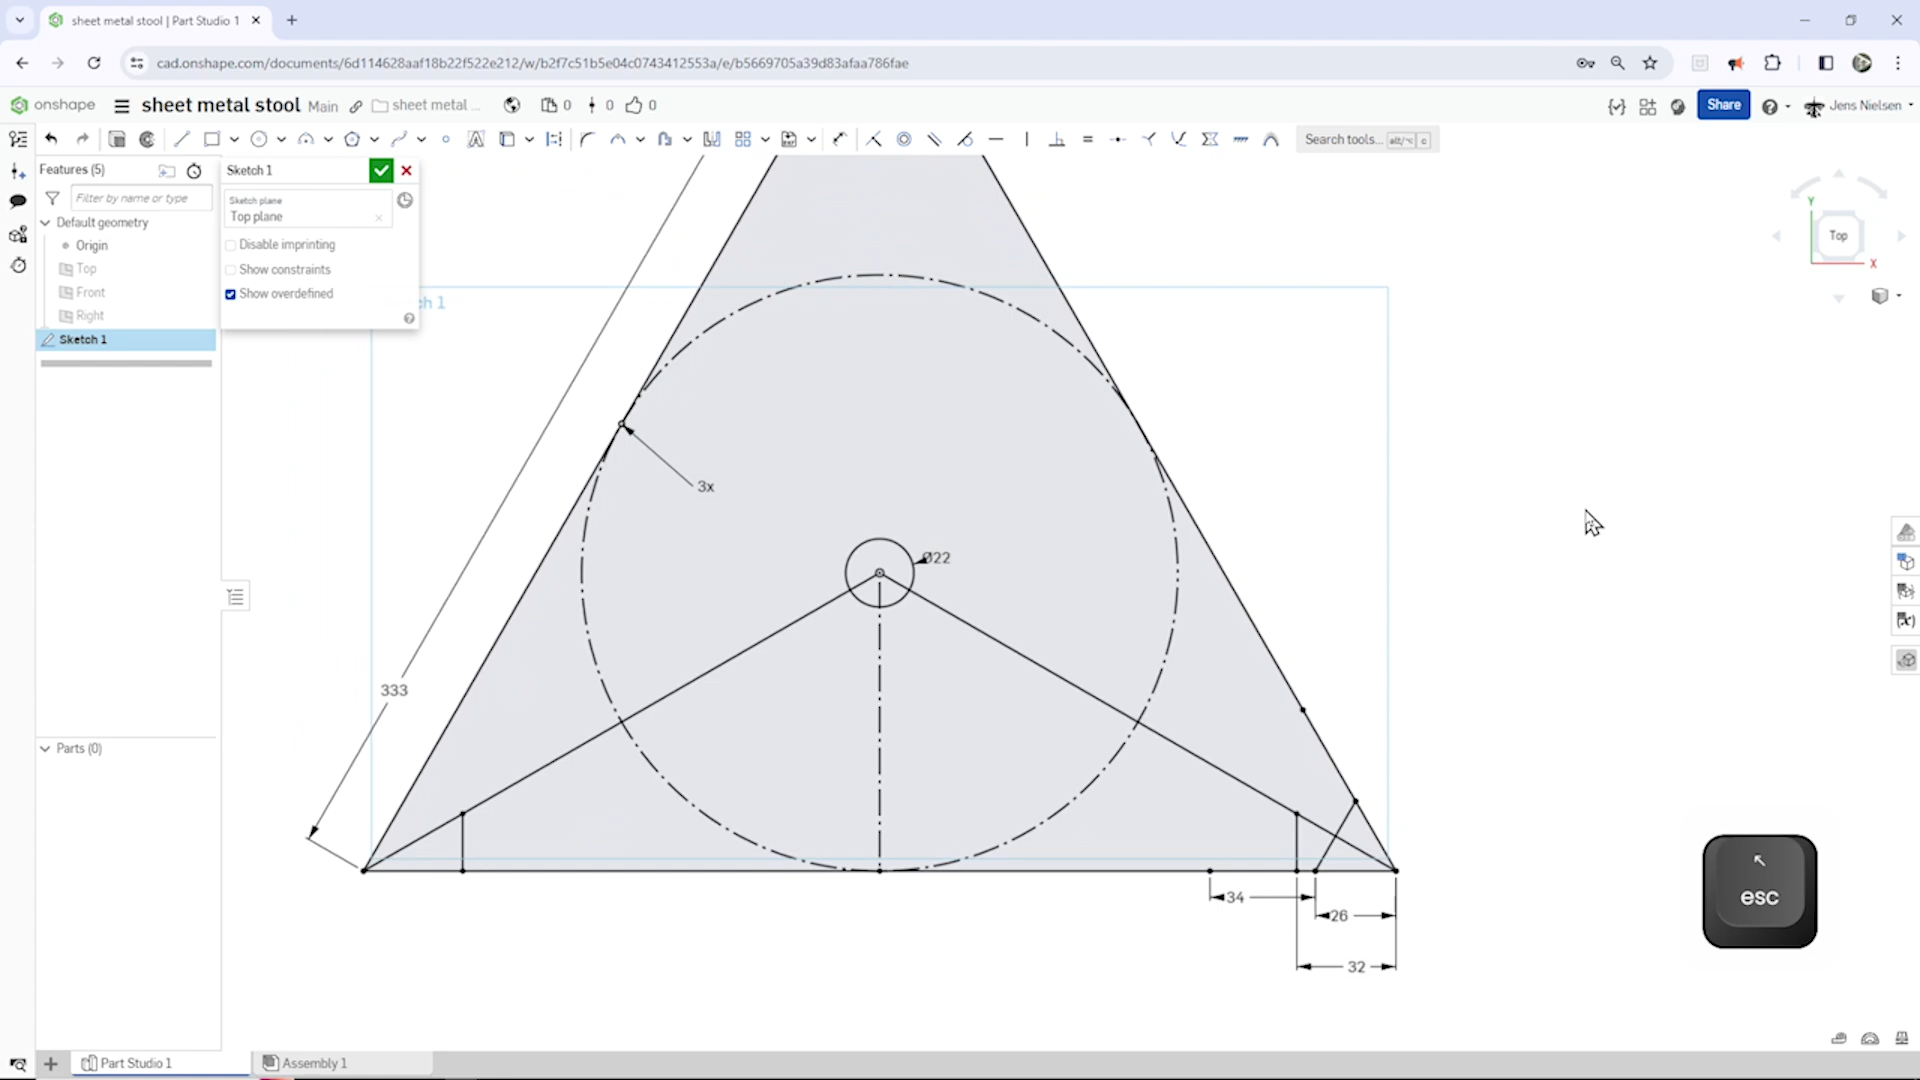 sheet metal stool | Part Studio 1
cad.onshape.com/documents/6d114628aaf18b22f522e212/w/b2f7c51b5e04c0743412553a/e/b5669705a39d83afaa786fae
onshape sheet metal stool Main sheet metal ... 0 0 0 Share Jens Nielsen
Search tools... alt/⌥ c
Features (5)
Filter by name or type
Default geometry
Origin
Top
Front
Right
Sketch 1
Sketch 1
Sketch plane
Top plane
Disable imprinting
Show constraints
Show overdefined
ch 1
Y
Top
X
3x
Ø22
333
34
26
32
esc
Parts (0)
Part Studio 1
Assembly 1